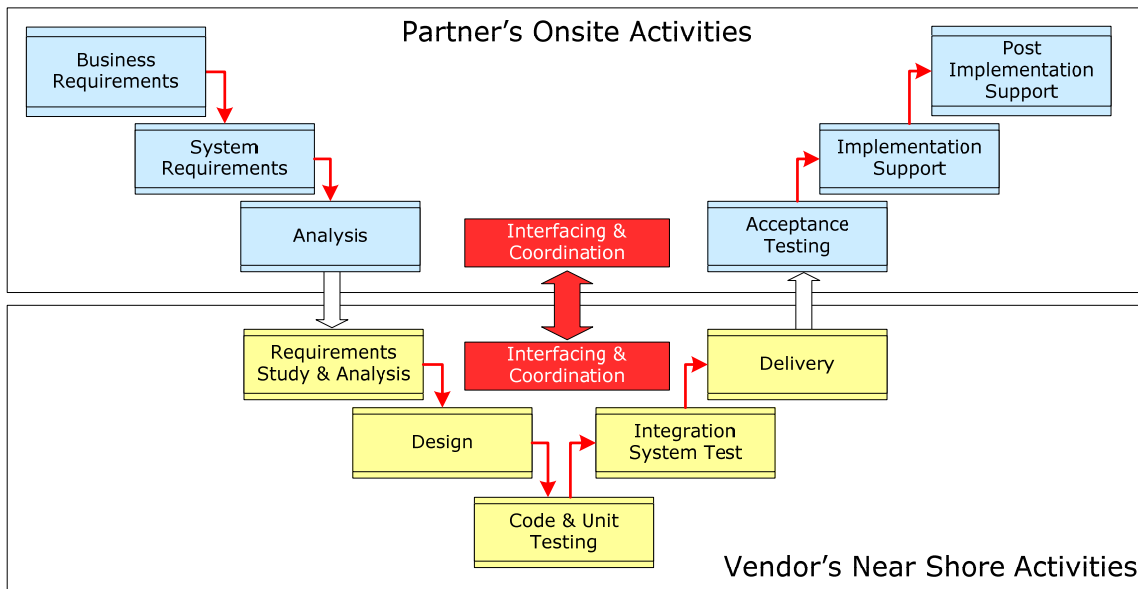 Partner's Onsite Activities
Business
Requirements
System
Requirements
Analysis
Interfacing &
Coordination
Acceptance
Testing
Implementation
Support
Post
Implementation
Support
Requirements
Study & Analysis
Interfacing &
Coordination
Delivery
Design
Integration
System Test
Code & Unit
Testing
Vendor's Near Shore Activities